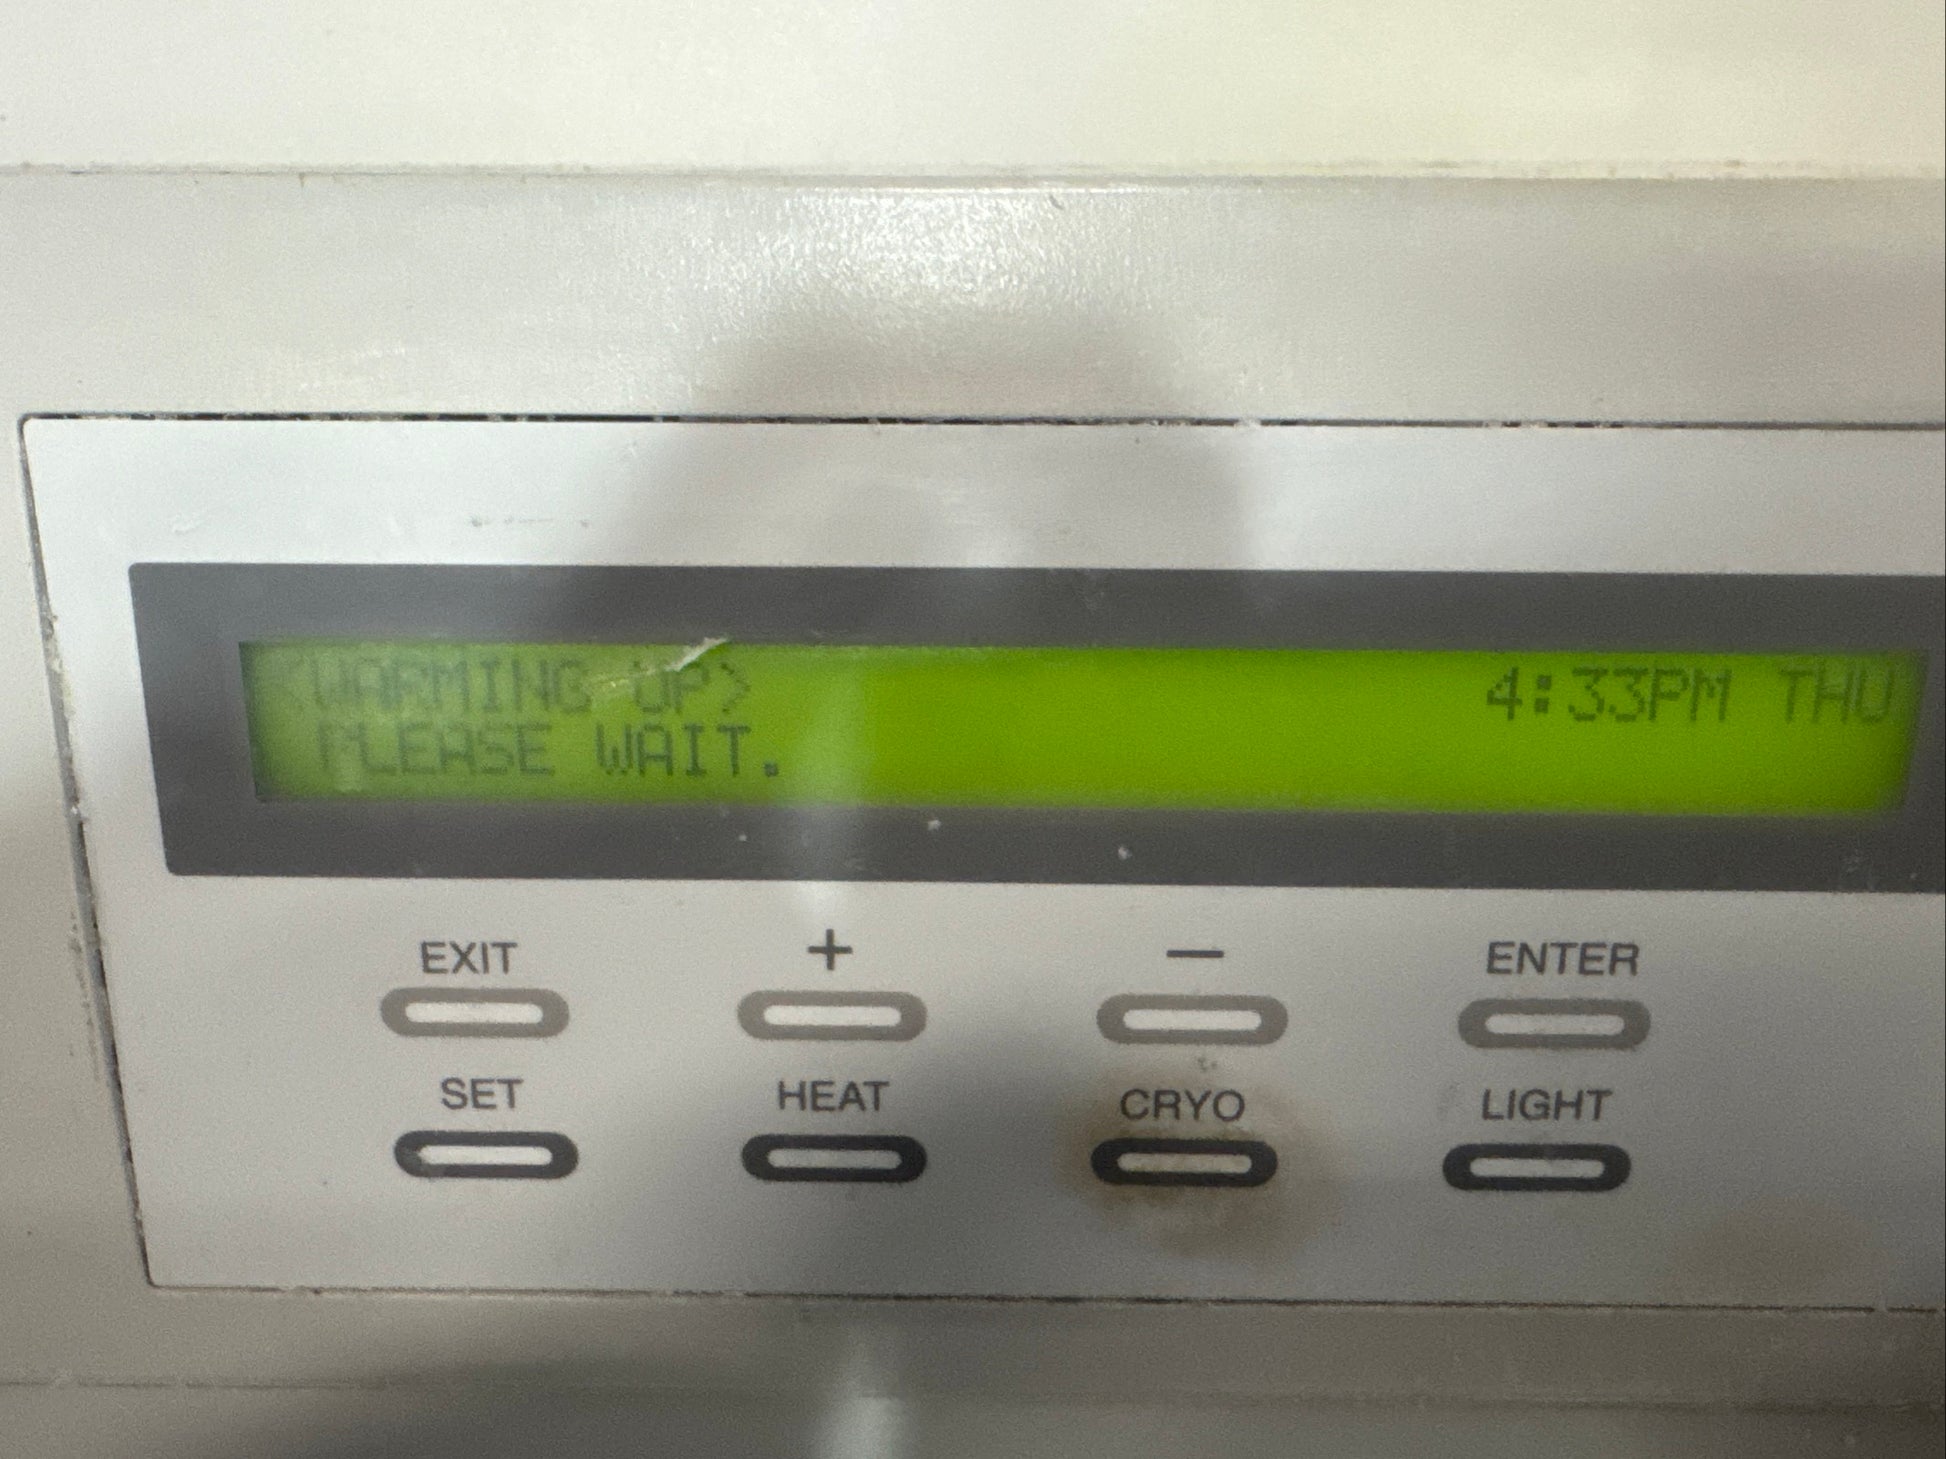 <WARMING UP> 4:33PM THU
PLEASE WAIT.
EXIT + − ENTER
SET HEAT CRYO LIGHT